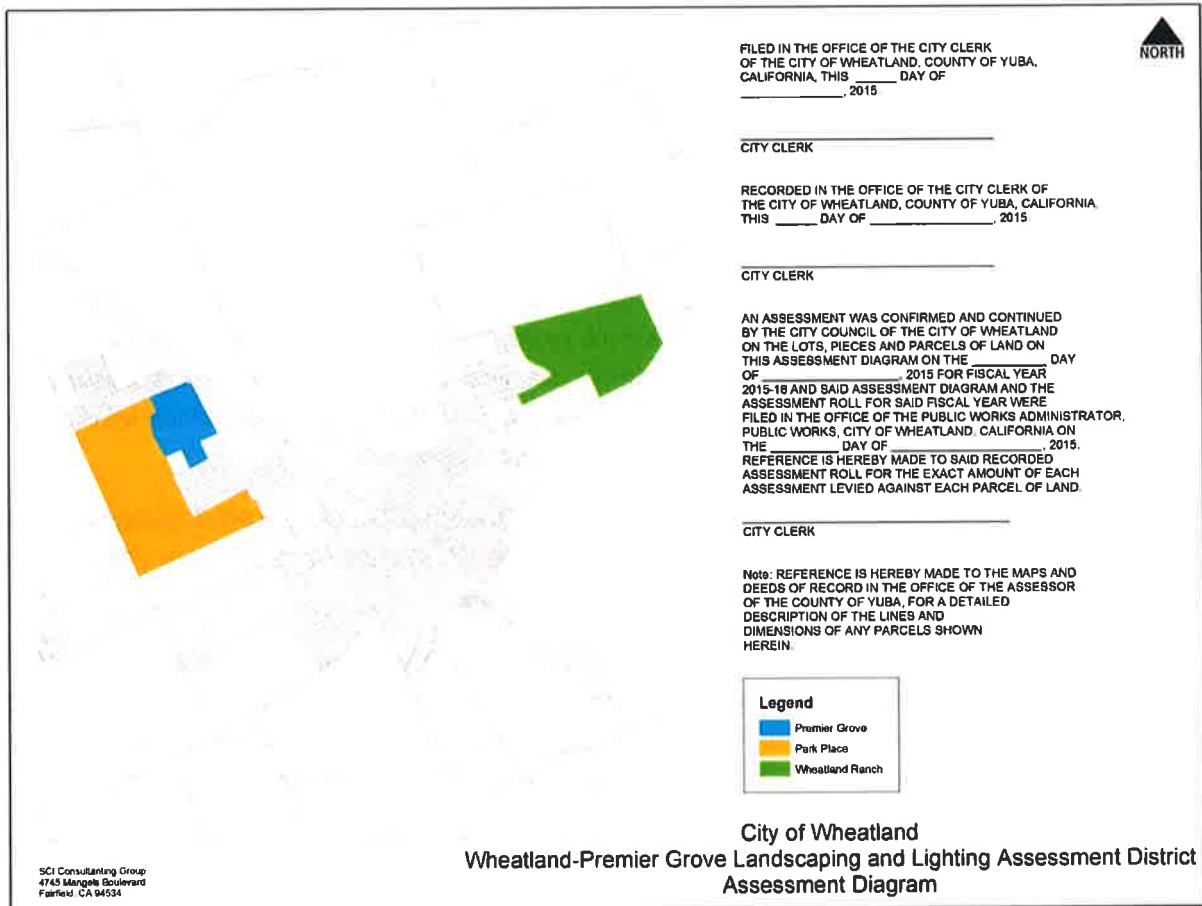 NORTH
FILED IN THE OFFICE OF THE CITY CLERK
OF THE CITY OF WHEATLAND, COUNTY OF YUBA,
CALIFORNIA, THIS ______ DAY OF
______________, 2015
CITY CLERK
RECORDED IN THE OFFICE OF THE CITY CLERK OF
THE CITY OF WHEATLAND, COUNTY OF YUBA, CALIFORNIA,
THIS ______ DAY OF _________________, 2015
CITY CLERK
AN ASSESSMENT WAS CONFIRMED AND CONTINUED
BY THE CITY COUNCIL OF THE CITY OF WHEATLAND
ON THE LOTS, PIECES AND PARCELS OF LAND ON
THIS ASSESSMENT DIAGRAM ON THE __________ DAY
OF ___________________, 2015 FOR FISCAL YEAR
2015-16 AND SAID ASSESSMENT DIAGRAM AND THE
ASSESSMENT ROLL FOR SAID FISCAL YEAR WERE
FILED IN THE OFFICE OF THE PUBLIC WORKS ADMINISTRATOR,
PUBLIC WORKS, CITY OF WHEATLAND, CALIFORNIA ON
THE _________ DAY OF _____________________, 2015.
REFERENCE IS HEREBY MADE TO SAID RECORDED
ASSESSMENT ROLL FOR THE EXACT AMOUNT OF EACH
ASSESSMENT LEVIED AGAINST EACH PARCEL OF LAND.
CITY CLERK
Note: REFERENCE IS HEREBY MADE TO THE MAPS AND
DEEDS OF RECORD IN THE OFFICE OF THE ASSESSOR
OF THE COUNTY OF YUBA, FOR A DETAILED
DESCRIPTION OF THE LINES AND
DIMENSIONS OF ANY PARCELS SHOWN
HEREIN.
Legend
Premier Grove
Park Place
Wheatland Ranch
City of Wheatland
Wheatland-Premier Grove Landscaping and Lighting Assessment District
Assessment Diagram
SCI Consultanting Group
4745 Mangels Boulevard
Fairfield, CA 94534